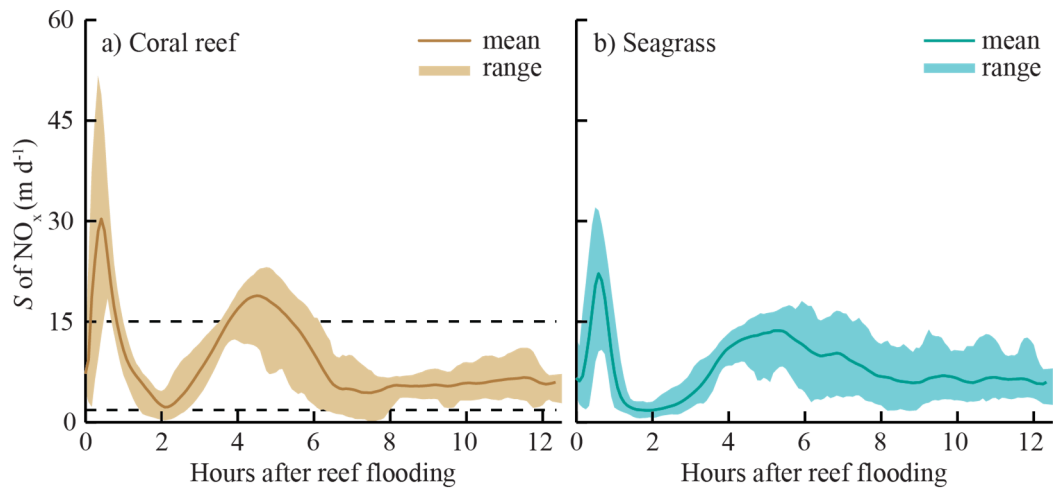 a) Coral reef
mean
range
b) Seagrass
mean
range
S of NOₓ (m d⁻¹)
60
45
30
15
0
0 2 4 6 8 10 12
0 2 4 6 8 10 12
Hours after reef flooding
Hours after reef flooding